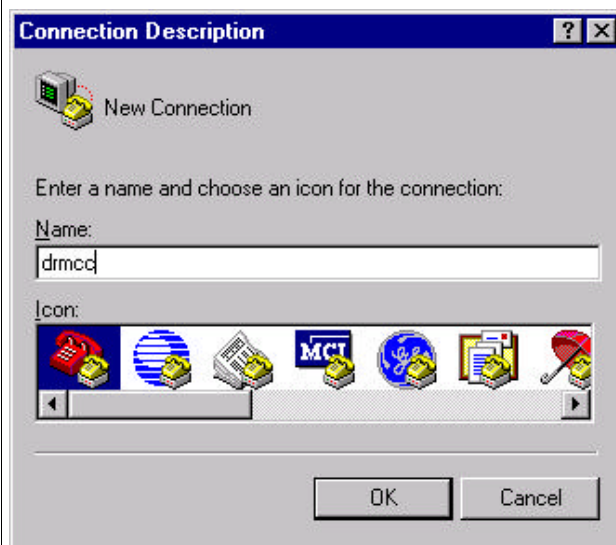 Connection Description
New Connection
Enter a name and choose an icon for the connection:
Name:
drmcc
Icon:
MCI
OK Cancel